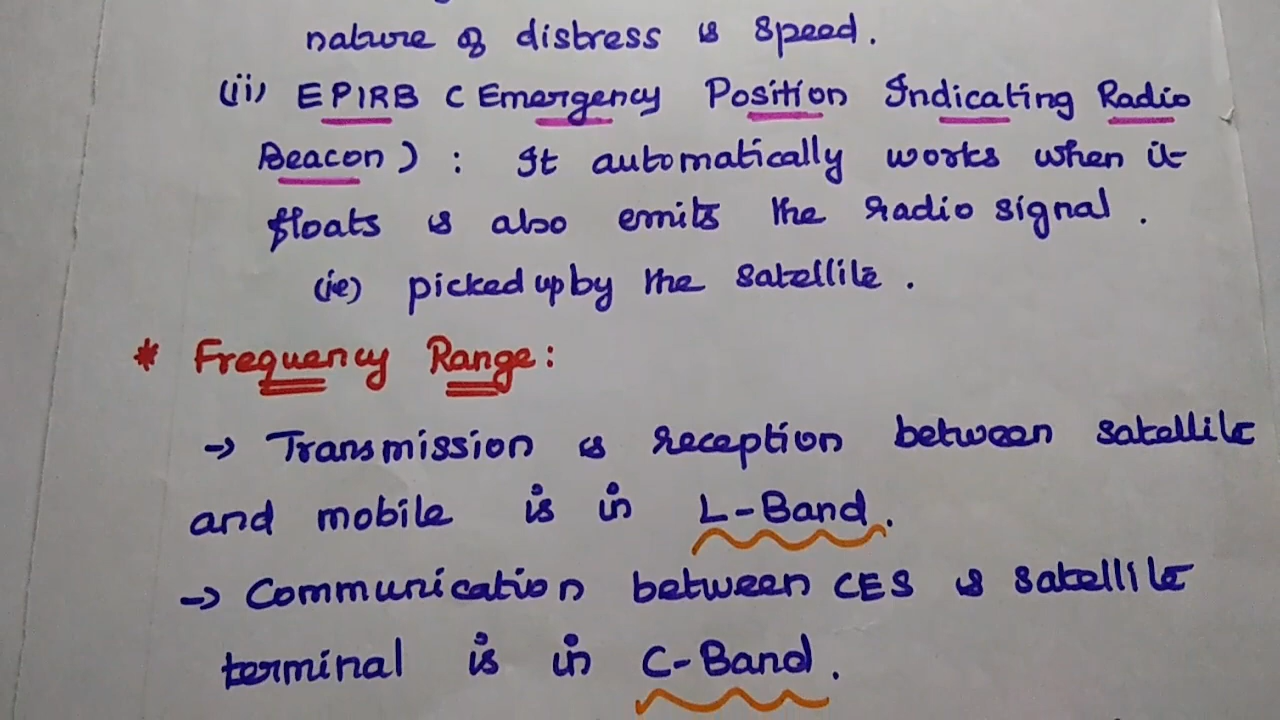 nature of distress & speed.
(ii) EPIRB (Emergency Position Indicating Radio
Beacon) : It automatically works when it
floats & also emits the radio signal.
(ie) picked up by the satellite.
* Frequency Range:
→ Transmission & reception between satellite
and mobile is in L-Band.
→ Communication between CES & satellite
terminal is in C-Band.